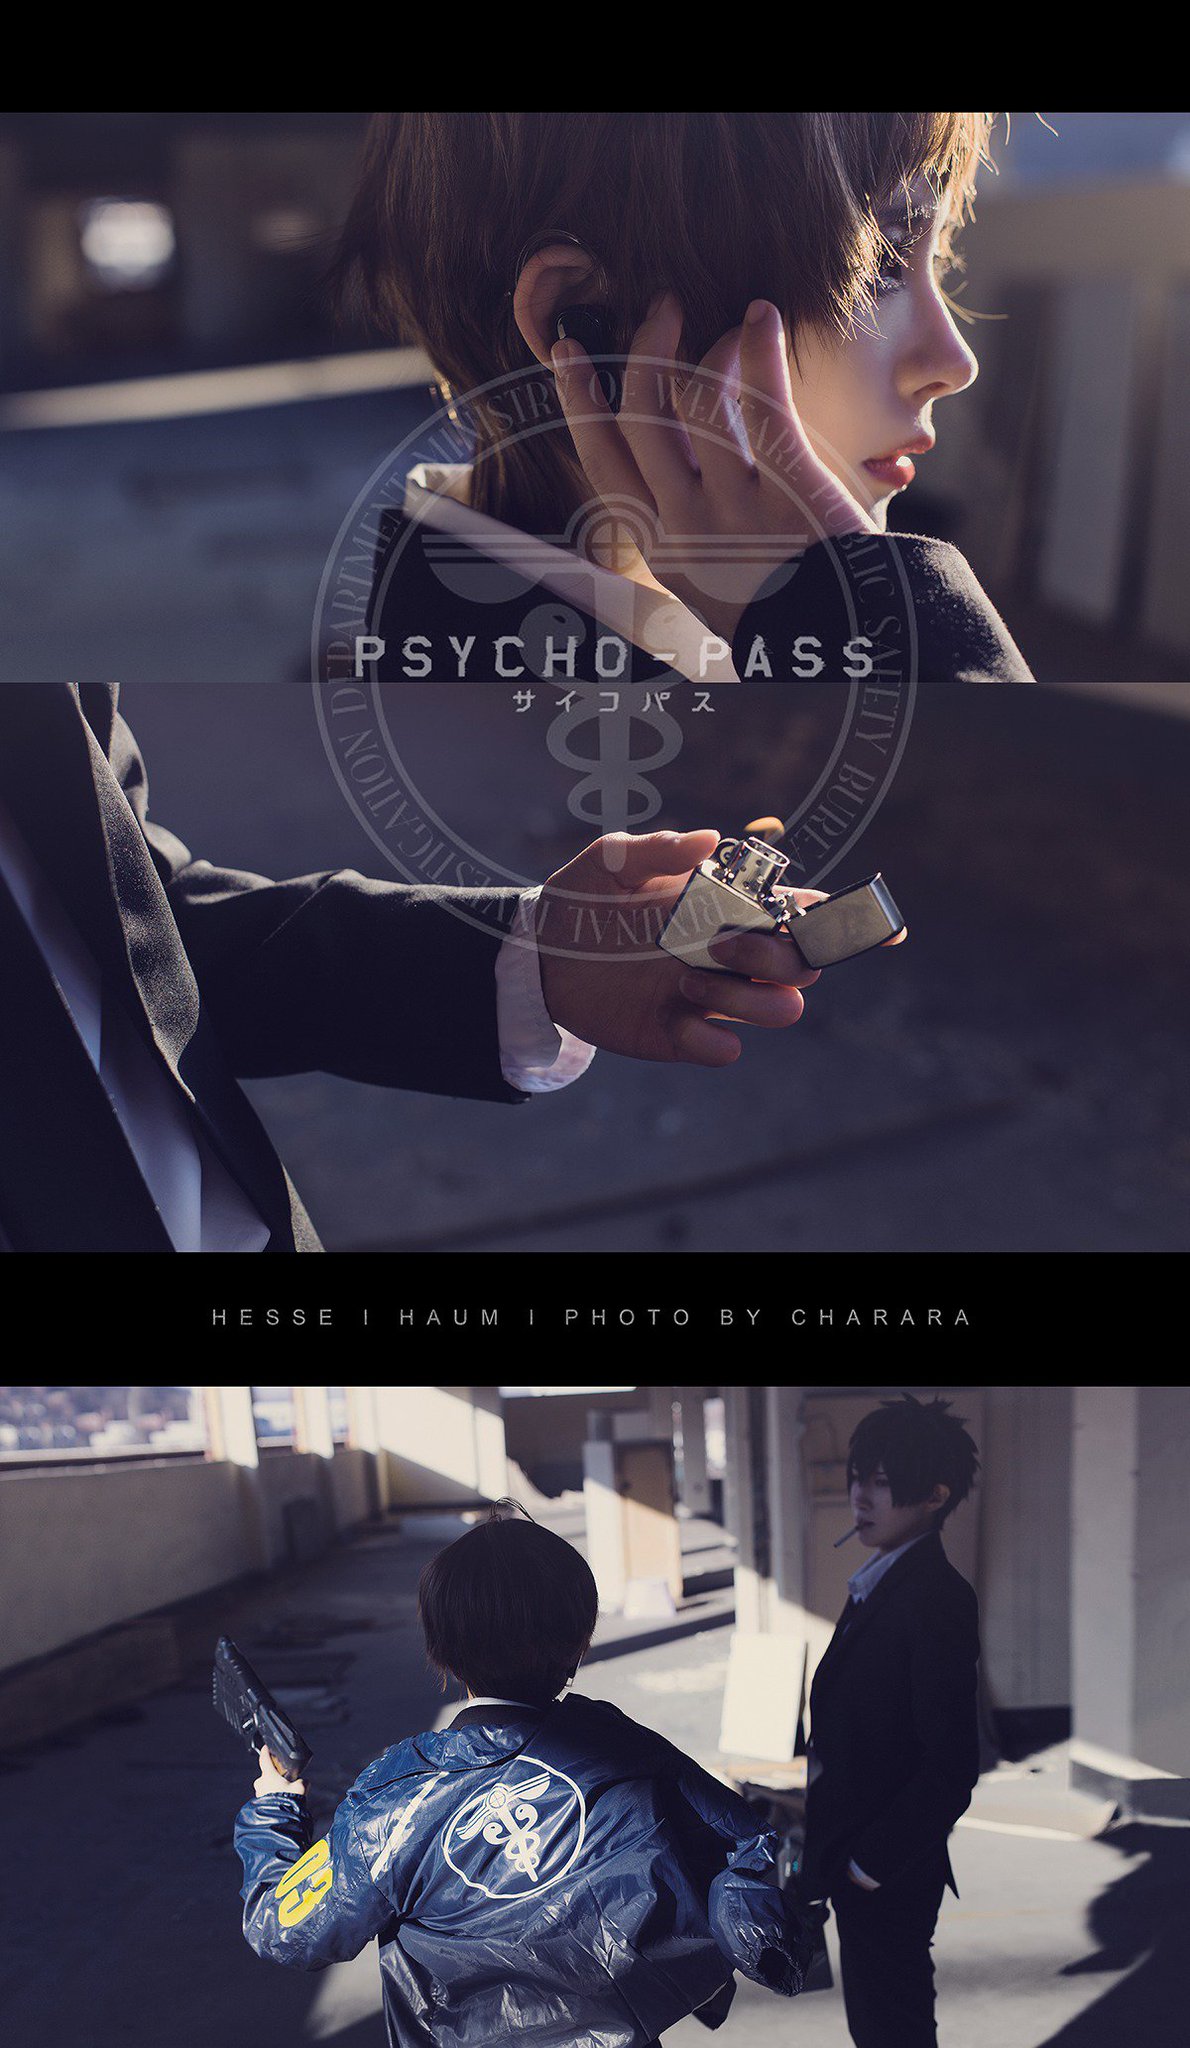 MINISTRY OF WELFARE PUBLIC SAFETY BUREAU
CRIMINAL INVESTIGATION DEPARTMENT
PSYCHO-PASS
サイコパス
HESSE | HAUM | PHOTO BY CHARARA
03